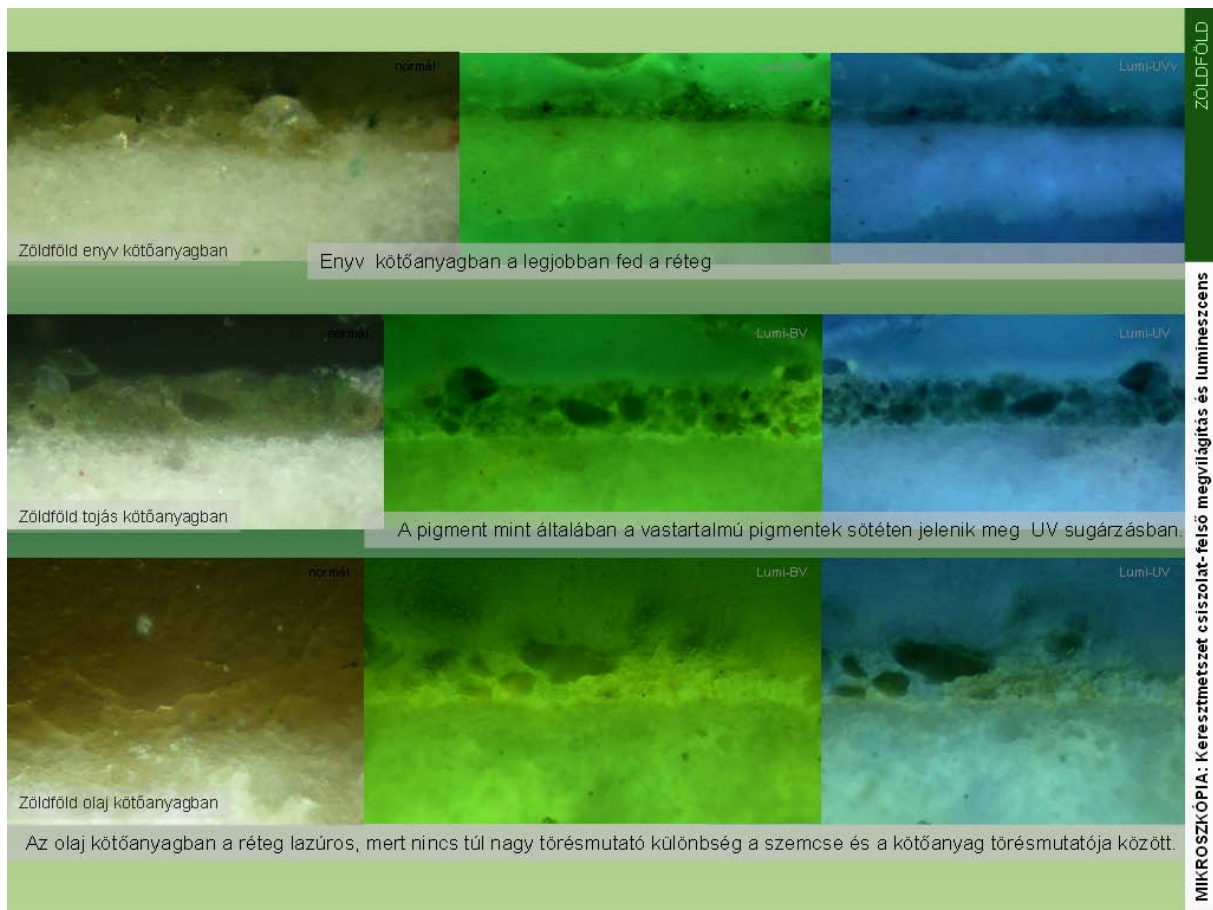 ZÖLDFÖLD
MIKROSZKÓPIA: Keresztmetszet csiszolat-felső megvilágítás és lumineszcens
normál
Lumi-UVv
Zöldföld enyv kötőanyagban
Enyv kötőanyagban a legjobban fed a réteg
normál
Lumi-BV
Lumi-UV
Zöldföld tojás kötőanyagban
A pigment mint általában a vastartalmú pigmentek sötéten jelenik meg UV sugárzásban.
normál
Lumi-BV
Lumi-UV
Zöldföld olaj kötőanyagban
Az olaj kötőanyagban a réteg lazúros, mert nincs túl nagy törésmutató különbség a szemcse és a kötőanyag törésmutatója között.